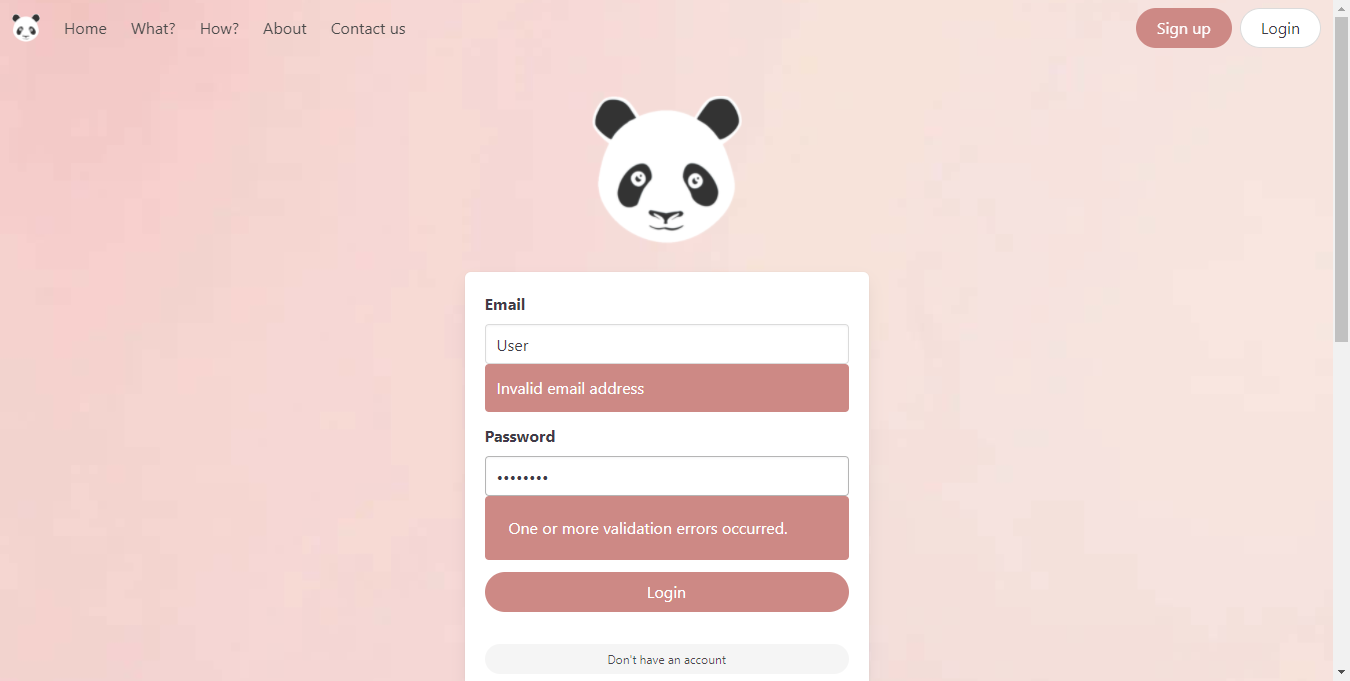 Home What? How? About Contact us Sign up Login
Email
User
Invalid email address
Password
••••••••
One or more validation errors occurred.
Login
Don't have an account